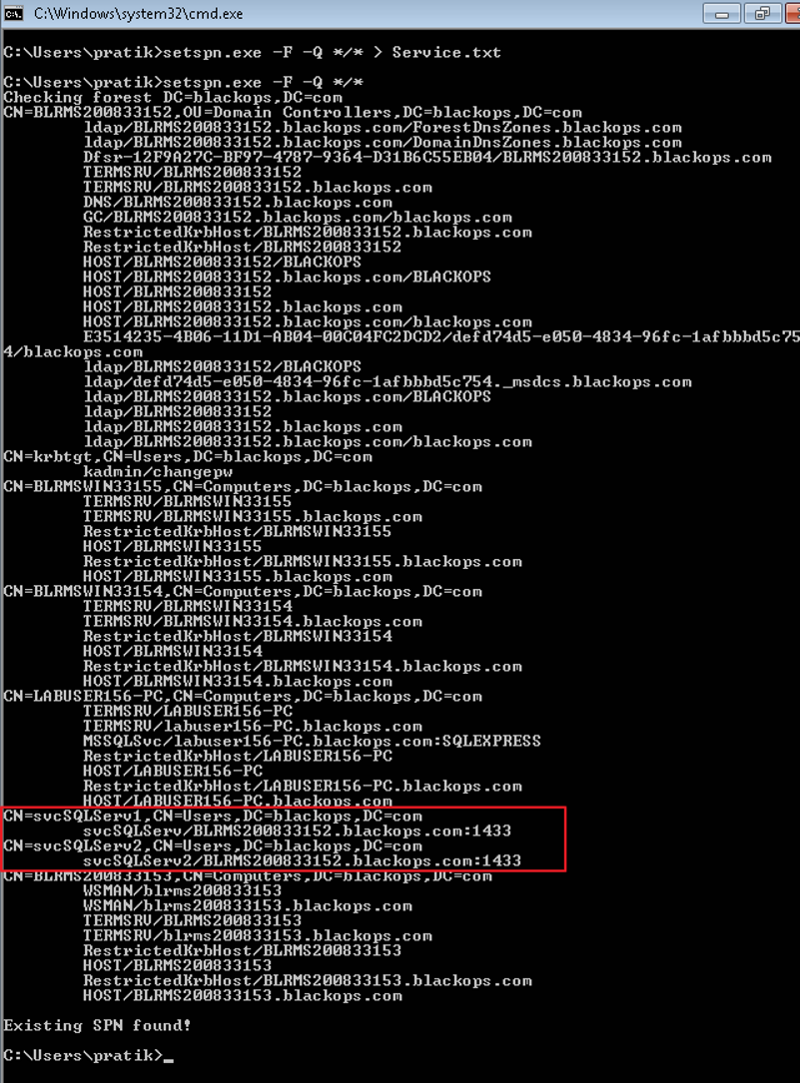 C:\Windows\system32\cmd.exe
C:\Users\pratik>setspn.exe -F -Q */* > Service.txt
C:\Users\pratik>setspn.exe -F -Q */*
Checking forest DC=blackops,DC=com
CN=BLRMS200833152,OU=Domain Controllers,DC=blackops,DC=com
ldap/BLRMS200833152.blackops.com/ForestDnsZones.blackops.com
ldap/BLRMS200833152.blackops.com/DomainDnsZones.blackops.com
Dfsr-12F9A27C-BF97-4787-9364-D31B6C55EB04/BLRMS200833152.blackops.com
TERMSRV/BLRMS200833152
TERMSRV/BLRMS200833152.blackops.com
DNS/BLRMS200833152.blackops.com
GC/BLRMS200833152.blackops.com/blackops.com
RestrictedKrbHost/BLRMS200833152.blackops.com
RestrictedKrbHost/BLRMS200833152
HOST/BLRMS200833152/BLACKOPS
HOST/BLRMS200833152.blackops.com/BLACKOPS
HOST/BLRMS200833152
HOST/BLRMS200833152.blackops.com
HOST/BLRMS200833152.blackops.com/blackops.com
E3514235-4B06-11D1-AB04-00C04FC2DCD2/defd74d5-e050-4834-96fc-1afbbbd5c75
4/blackops.com
ldap/BLRMS200833152/BLACKOPS
ldap/defd74d5-e050-4834-96fc-1afbbbd5c754._msdcs.blackops.com
ldap/BLRMS200833152.blackops.com/BLACKOPS
ldap/BLRMS200833152
ldap/BLRMS200833152.blackops.com
ldap/BLRMS200833152.blackops.com/blackops.com
CN=krbtgt,CN=Users,DC=blackops,DC=com
kadmin/changepw
CN=BLRMSWIN33155,CN=Computers,DC=blackops,DC=com
TERMSRV/BLRMSWIN33155
TERMSRV/BLRMSWIN33155.blackops.com
RestrictedKrbHost/BLRMSWIN33155
HOST/BLRMSWIN33155
RestrictedKrbHost/BLRMSWIN33155.blackops.com
HOST/BLRMSWIN33155.blackops.com
CN=BLRMSWIN33154,CN=Computers,DC=blackops,DC=com
TERMSRV/BLRMSWIN33154
TERMSRV/BLRMSWIN33154.blackops.com
RestrictedKrbHost/BLRMSWIN33154
HOST/BLRMSWIN33154
RestrictedKrbHost/BLRMSWIN33154.blackops.com
HOST/BLRMSWIN33154.blackops.com
CN=LABUSER156-PC,CN=Computers,DC=blackops,DC=com
TERMSRV/LABUSER156-PC
TERMSRV/labuser156-PC.blackops.com
MSSQLSvc/labuser156-PC.blackops.com:SQLEXPRESS
RestrictedKrbHost/LABUSER156-PC
HOST/LABUSER156-PC
RestrictedKrbHost/LABUSER156-PC.blackops.com
HOST/LABUSER156-PC.blackops.com
CN=svcSQLServ1,CN=Users,DC=blackops,DC=com
svcSQLServ/BLRMS200833152.blackops.com:1433
CN=svcSQLServ2,CN=Users,DC=blackops,DC=com
svcSQLServ2/BLRMS200833152.blackops.com:1433
CN=BLRMS200833153,CN=Computers,DC=blackops,DC=com
WSMAN/blrms200833153
WSMAN/blrms200833153.blackops.com
TERMSRV/BLRMS200833153
TERMSRV/blrms200833153.blackops.com
RestrictedKrbHost/BLRMS200833153
HOST/BLRMS200833153
RestrictedKrbHost/BLRMS200833153.blackops.com
HOST/BLRMS200833153.blackops.com
Existing SPN found!
C:\Users\pratik>_